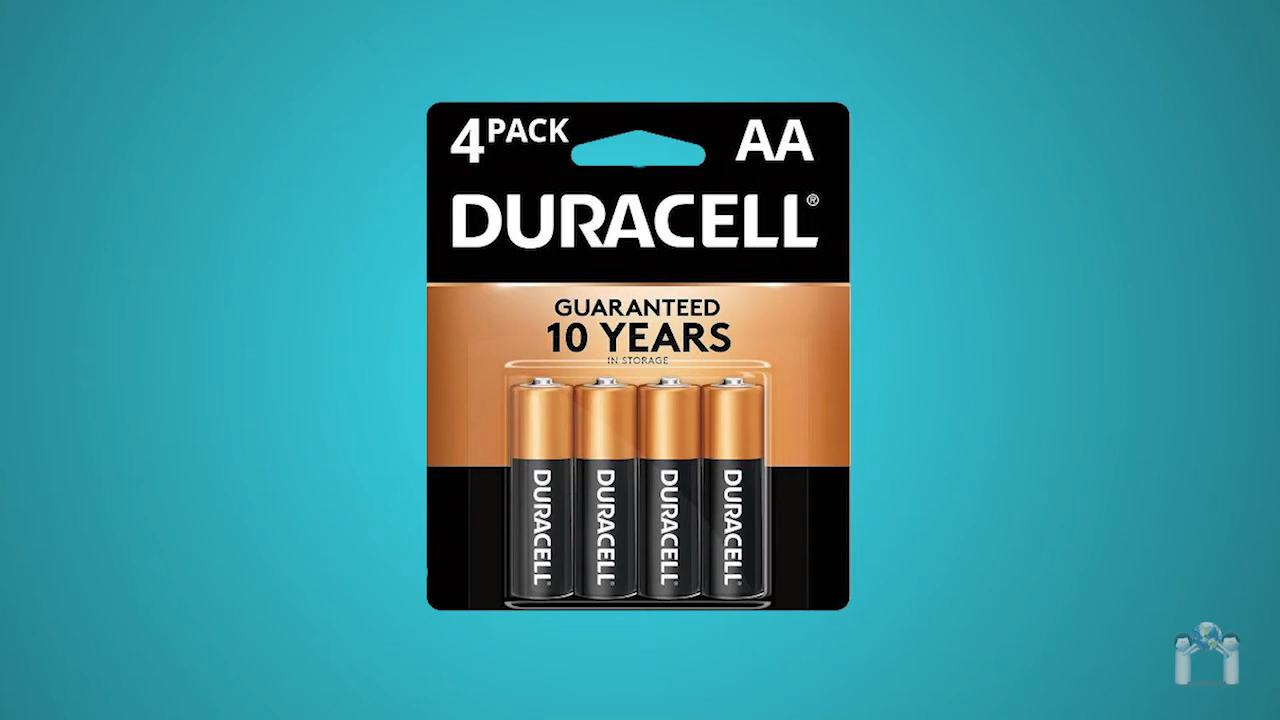 4 PACK AA
DURACELL®
GUARANTEED
10 YEARS
IN STORAGE
DURACELL
DURACELL
DURACELL
DURACELL